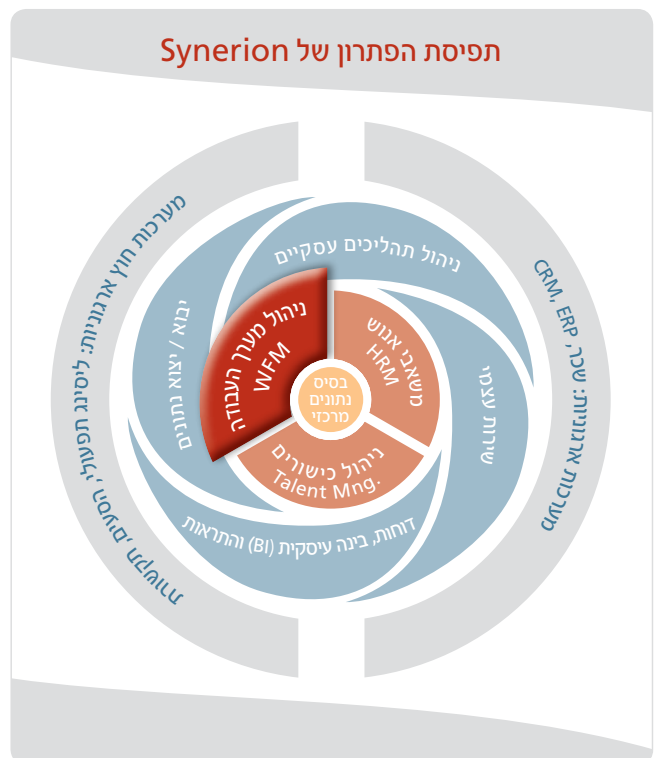 תפיסת הפתרון של Synerion
מערכות ארגוניות: שכר, CRM, ERP
מערכות חוץ ארגוניות: ליסינג תפעולי, הסעים, תקשורת
ניהול תהליכים עסקיים
שירות עצמי
דוחות, בינה עיסקית (BI) והתראות
יבוא / יצוא נתונים
משאבי אנוש
HRM
ניהול מערך העבודה
WFM
ניהול כישורים
Talent Mng.
בסיס
נתונים
מרכזי